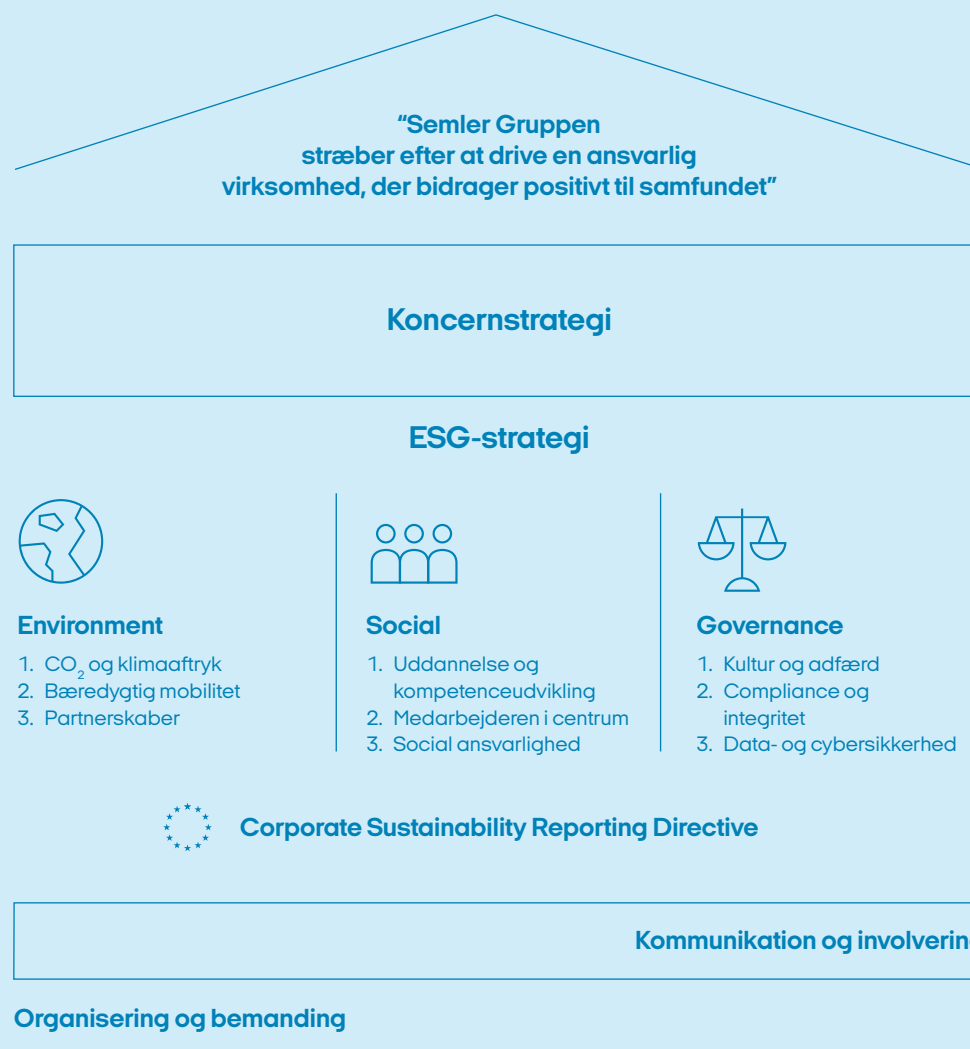 “Semler Gruppen
stræber efter at drive en ansvarlig
virksomhed, der bidrager positivt til samfundet”
Koncernstrategi
ESG-strategi
Environment
1. CO2 og klimaaftryk
2. Bæredygtig mobilitet
3. Partnerskaber
Social
1. Uddannelse og
kompetenceudvikling
2. Medarbejderen i centrum
3. Social ansvarlighed
Governance
1. Kultur og adfærd
2. Compliance og
integritet
3. Data- og cybersikkerhed
Corporate Sustainability Reporting Directive
Kommunikation og
Organisering og bemanding